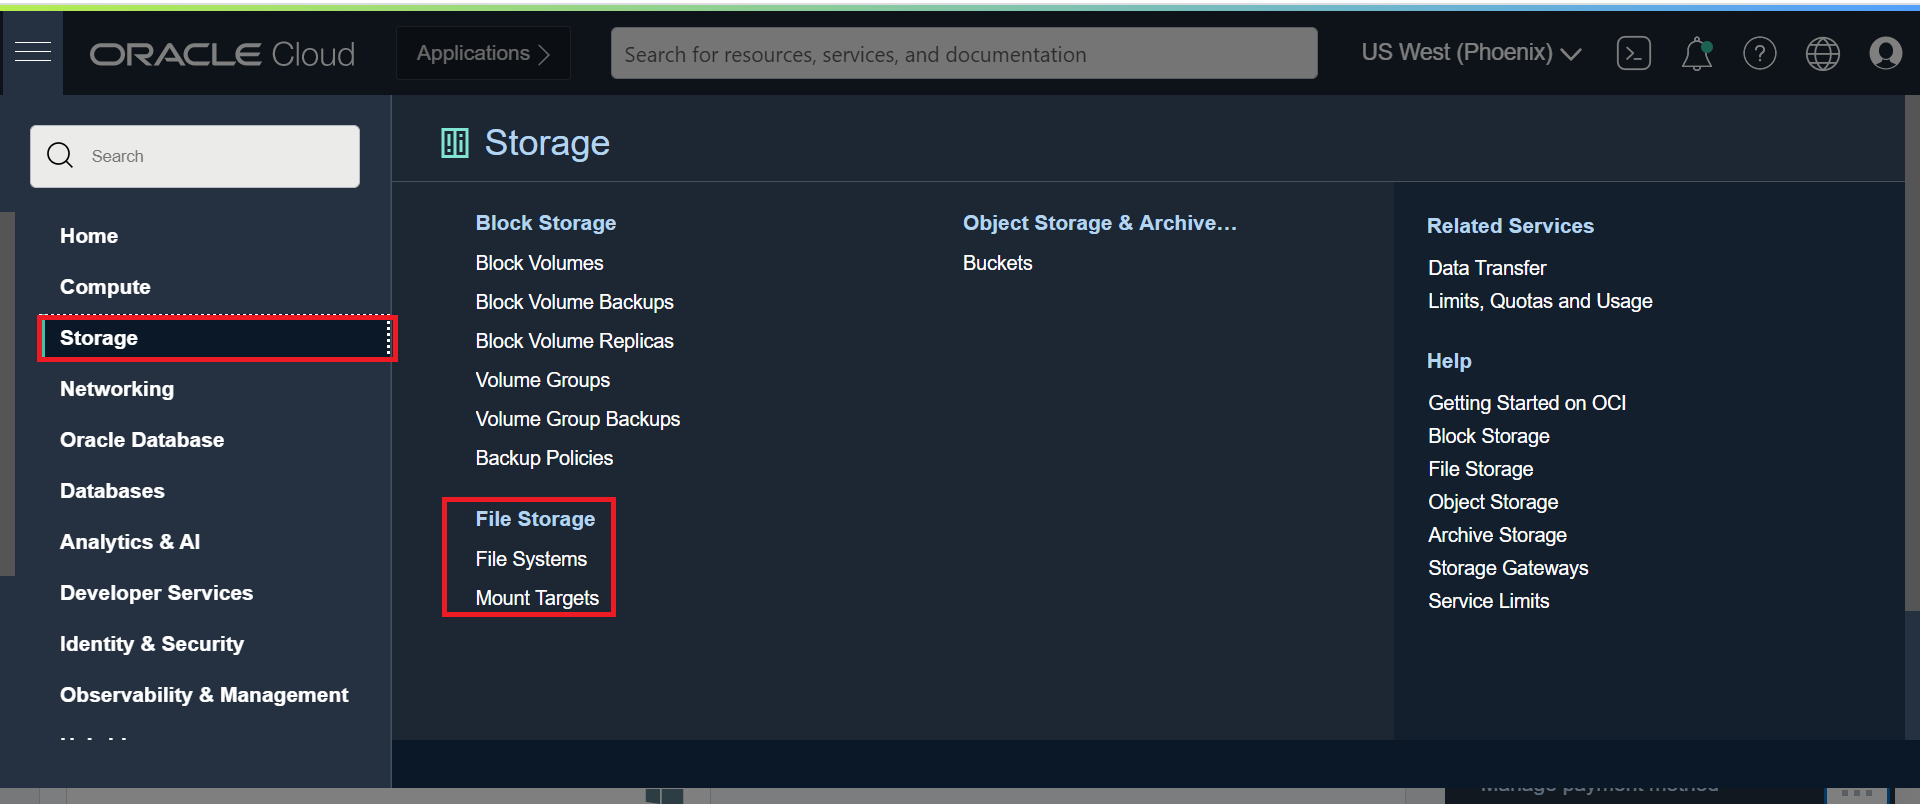 ORACLE Cloud
Applications
Search for resources, services, and documentation
US West (Phoenix)
Search
Home
Compute
Storage
Networking
Oracle Database
Databases
Analytics & AI
Developer Services
Identity & Security
Observability & Management
Storage
Block Storage
Block Volumes
Block Volume Backups
Block Volume Replicas
Volume Groups
Volume Group Backups
Backup Policies
File Storage
File Systems
Mount Targets
Object Storage & Archive...
Buckets
Related Services
Data Transfer
Limits, Quotas and Usage
Help
Getting Started on OCI
Block Storage
File Storage
Object Storage
Archive Storage
Storage Gateways
Service Limits
Manage payment method